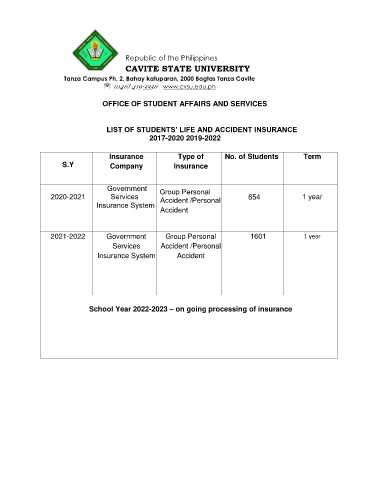 Republic of the Philippines
CAVITE STATE UNIVERSITY
Tanza Campus Ph. 2, Bahay Katuparan, 2000 Bagtas Tanza Cavite
☏ (046) 419-3336 www.cvsu.edu.ph
OFFICE OF STUDENT AFFAIRS AND SERVICES
LIST OF STUDENTS' LIFE AND ACCIDENT INSURANCE
2017-2020 2019-2022
S.Y Insurance Company Type of Insurance No. of Students Term
2020-2021 Government Services Insurance System Group Personal Accident /Personal Accident 654 1 year
2021-2022 Government Services Insurance System Group Personal Accident /Personal Accident 1601 1 year
School Year 2022-2023 – on going processing of insurance